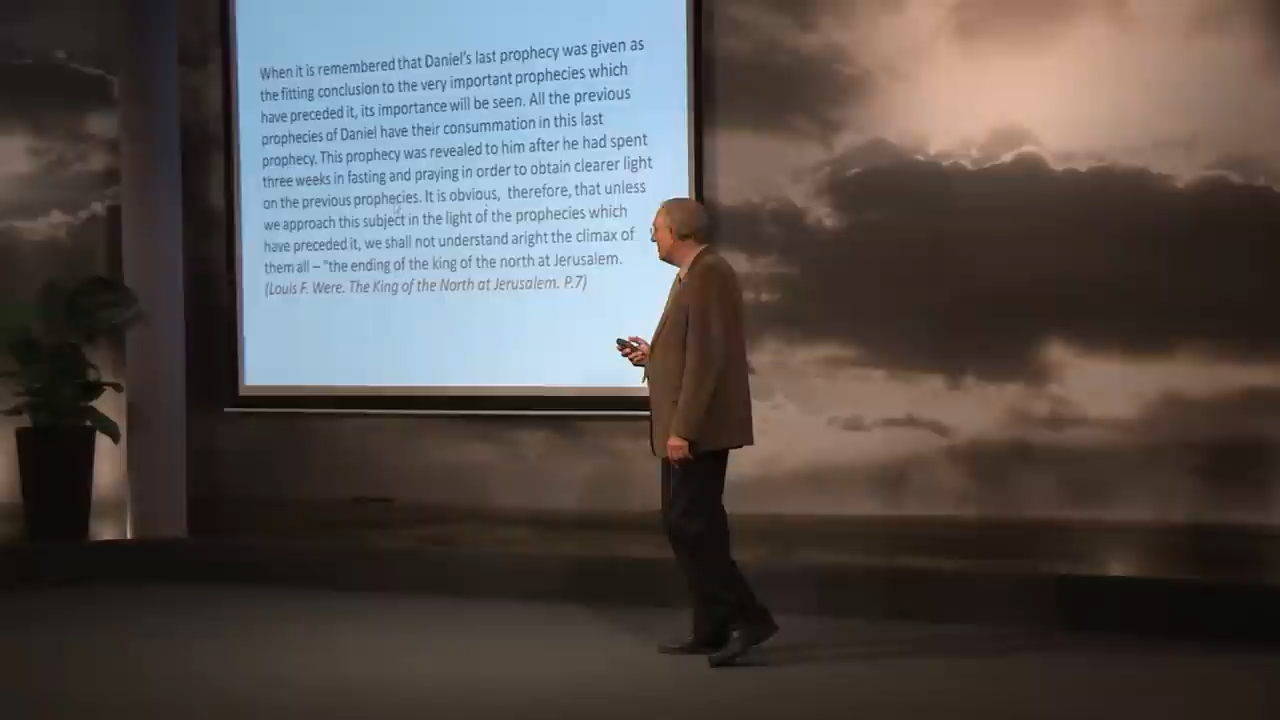 When it is remembered that Daniel's last prophecy was given as
the fitting conclusion to the very important prophecies which
have preceded it, its importance will be seen. All the previous
prophecies of Daniel have their consummation in this last
prophecy. This prophecy was revealed to him after he had spent
three weeks in fasting and praying in order to obtain clearer light
on the previous prophecies. It is obvious, therefore, that unless
we approach this subject in the light of the prophecies which
have preceded it, we shall not understand aright the climax of
them all – "the ending of the king of the north at Jerusalem.
(Louis F. Were. The King of the North at Jerusalem. P.7)